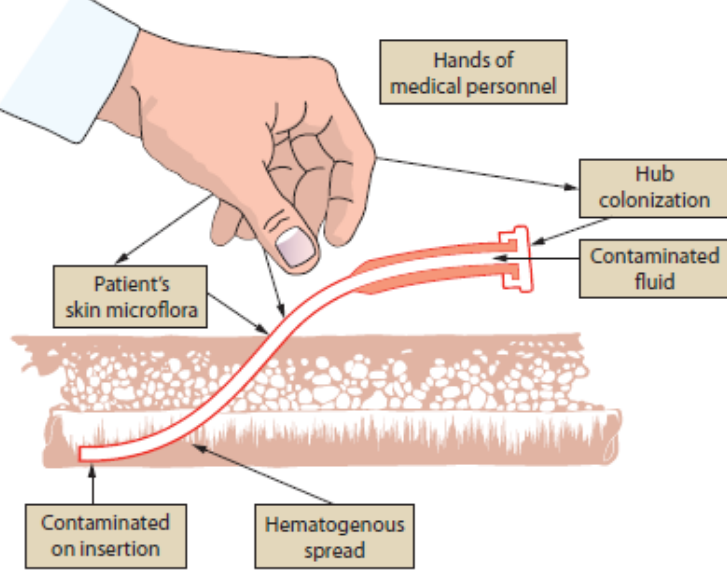 Hands of
medical personnel
Hub
colonization
Contaminated
fluid
Patient's
skin microflora
Contaminated
on insertion
Hematogenous
spread